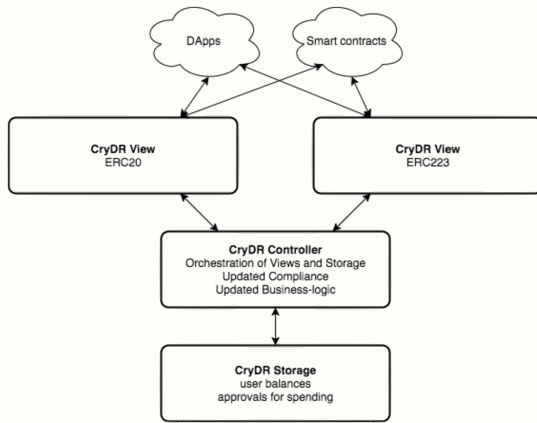 DApps
Smart contracts
CryDR View
ERC20
CryDR View
ERC223
CryDR Controller
Orchestration of Views and Storage
Updated Compliance
Updated Business-logic
CryDR Storage
user balances
approvals for spending